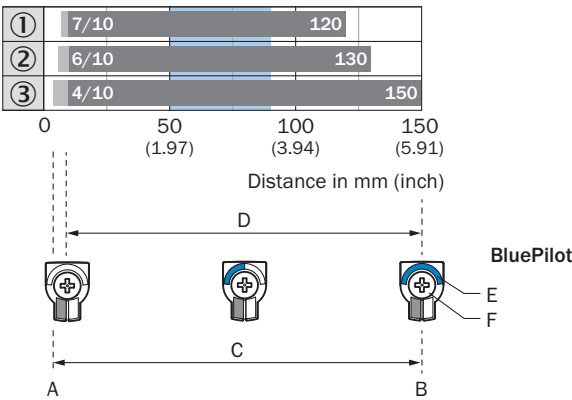 ① 7/10 120
② 6/10 130
③ 4/10 150
0 50 100 150
(1.97) (3.94) (5.91)
Distance in mm (inch)
D
BluePilot
E
F
C
A B